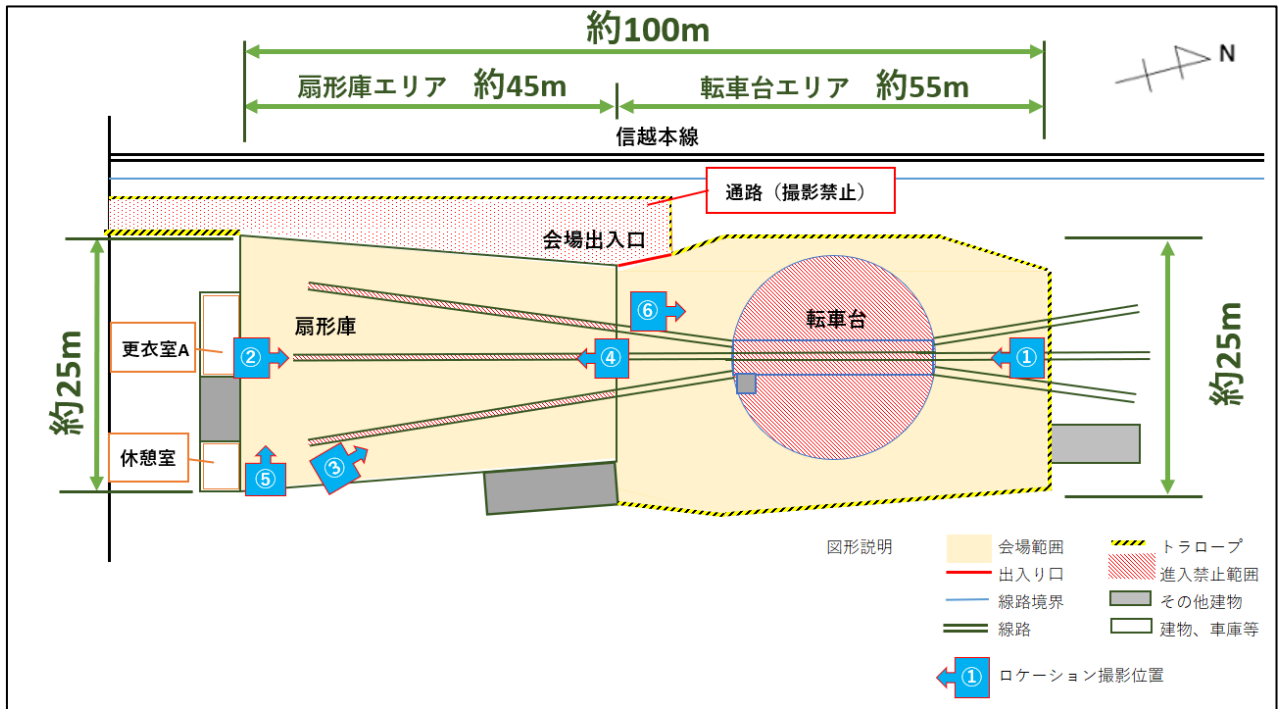 約100m
N
扇形庫エリア 約45m
転車台エリア 約55m
信越本線
通路（撮影禁止）
会場出入口
⑥
扇形庫
転車台
更衣室A
②
④
①
約25m
約25m
休憩室
⑤
③
図形説明
会場範囲
トラロープ
出入り口
進入禁止範囲
線路境界
その他建物
線路
建物、車庫等
①
ロケーション撮影位置